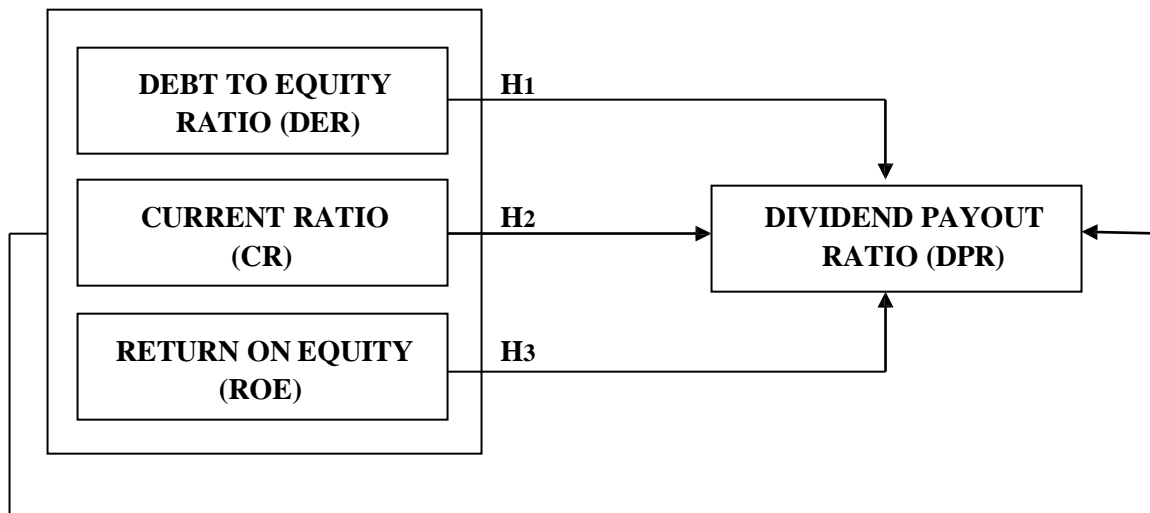 DEBT TO EQUITY
RATIO (DER)
H1
CURRENT RATIO
(CR)
H2
DIVIDEND PAYOUT
RATIO (DPR)
RETURN ON EQUITY
(ROE)
H3